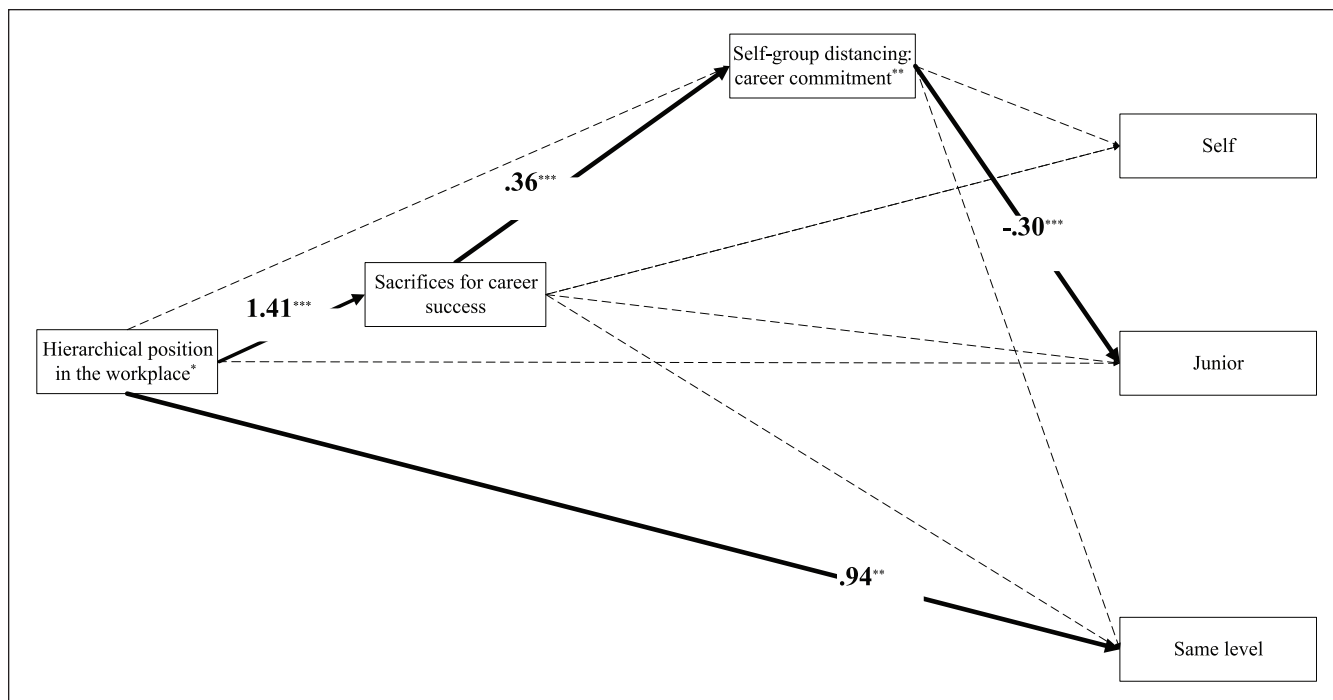 Self-group distancing:
career commitment**
Self
.36***
-.30***
Sacrifices for career
success
1.41***
Hierarchical position
in the workplace*
Junior
.94**
Same level